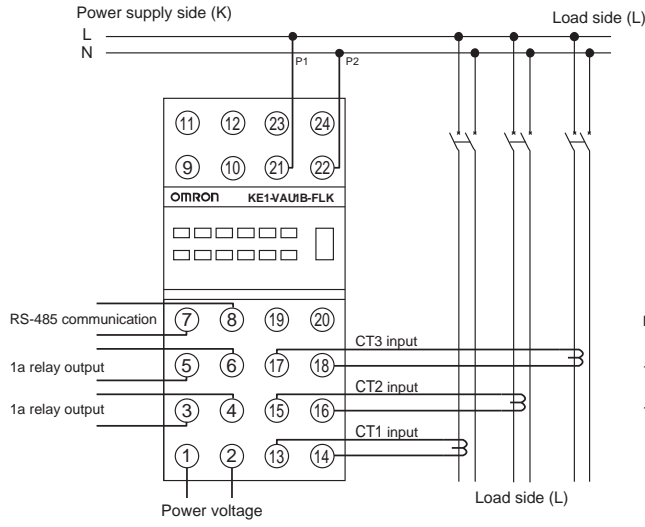 Power supply side (K)
Load side (L)
L
N
P1 P2
11 12 23 24
9 10 21 22
OMRON KE1-VAU1B-FLK
RS-485 communication 7 8 19 20
CT3 input
1a relay output 5 6 17 18
CT2 input
1a relay output 3 4 15 16
CT1 input
1 2 13 14
Load side (L)
Power voltage